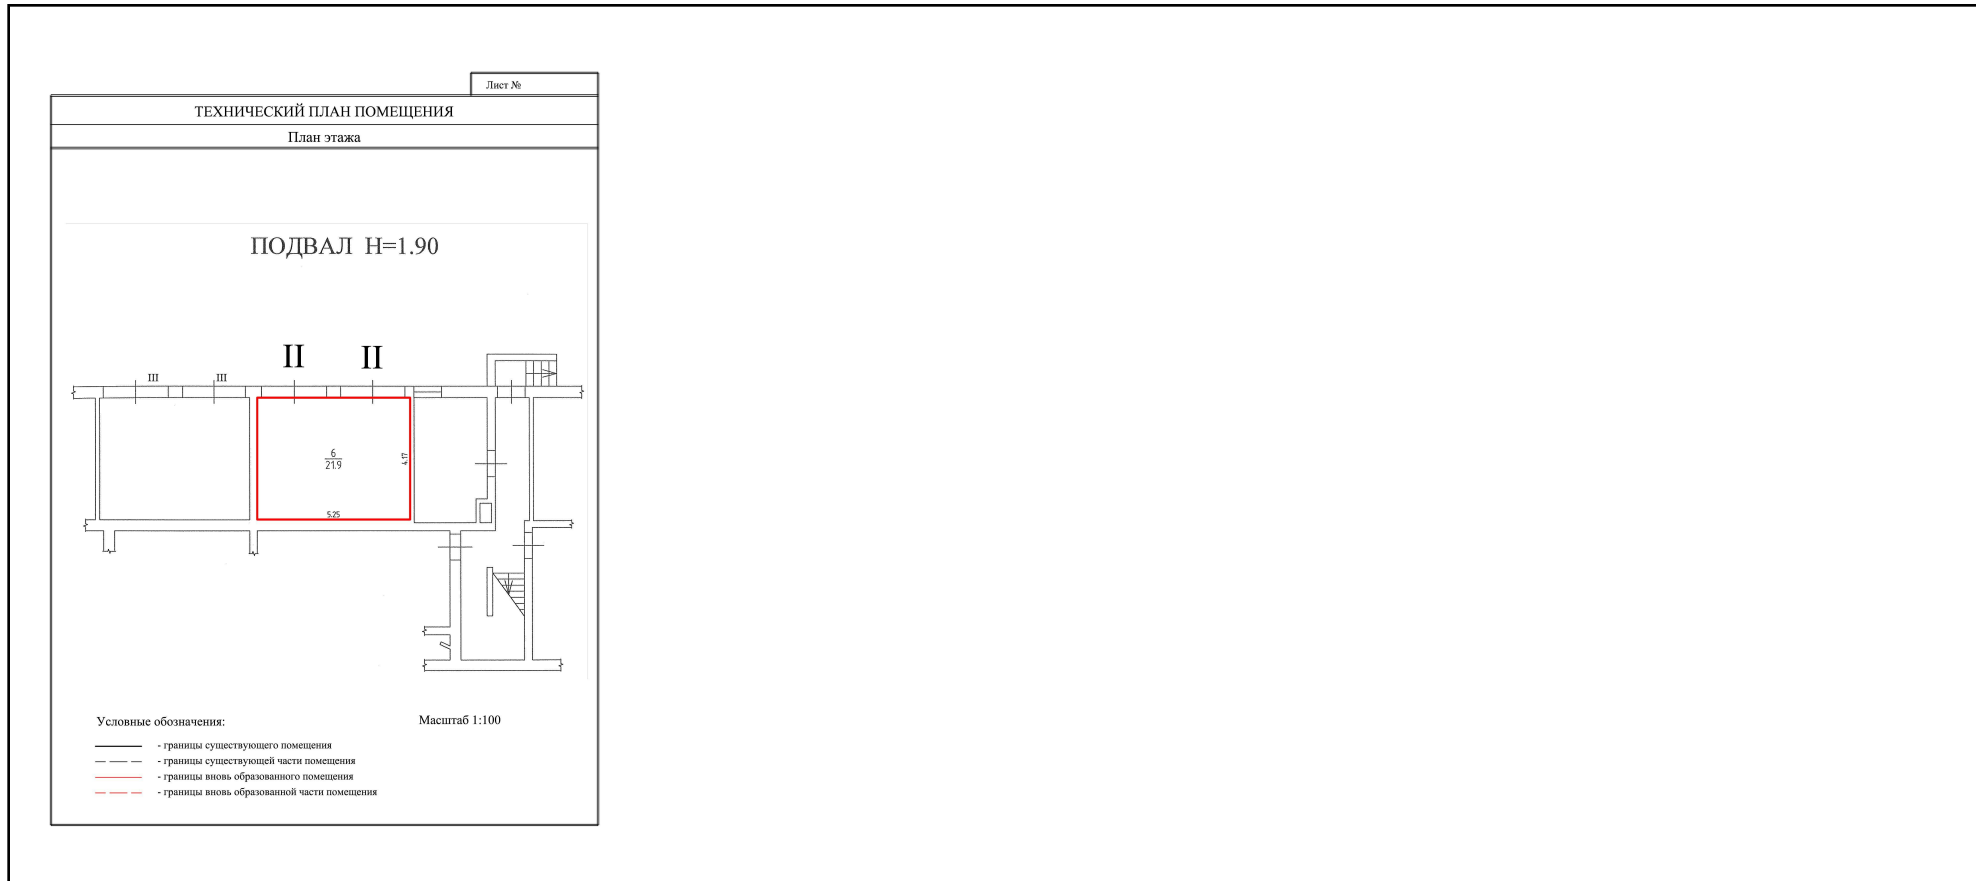 Лист №
ТЕХНИЧЕСКИЙ ПЛАН ПОМЕЩЕНИЯ
План этажа
ПОДВАЛ Н=1.90
II II
III III
6
21.9
4.17
5.25
Условные обозначения: Масштаб 1:100
- границы существующего помещения
- границы существующей части помещения
- границы вновь образованного помещения
- границы вновь образованной части помещения